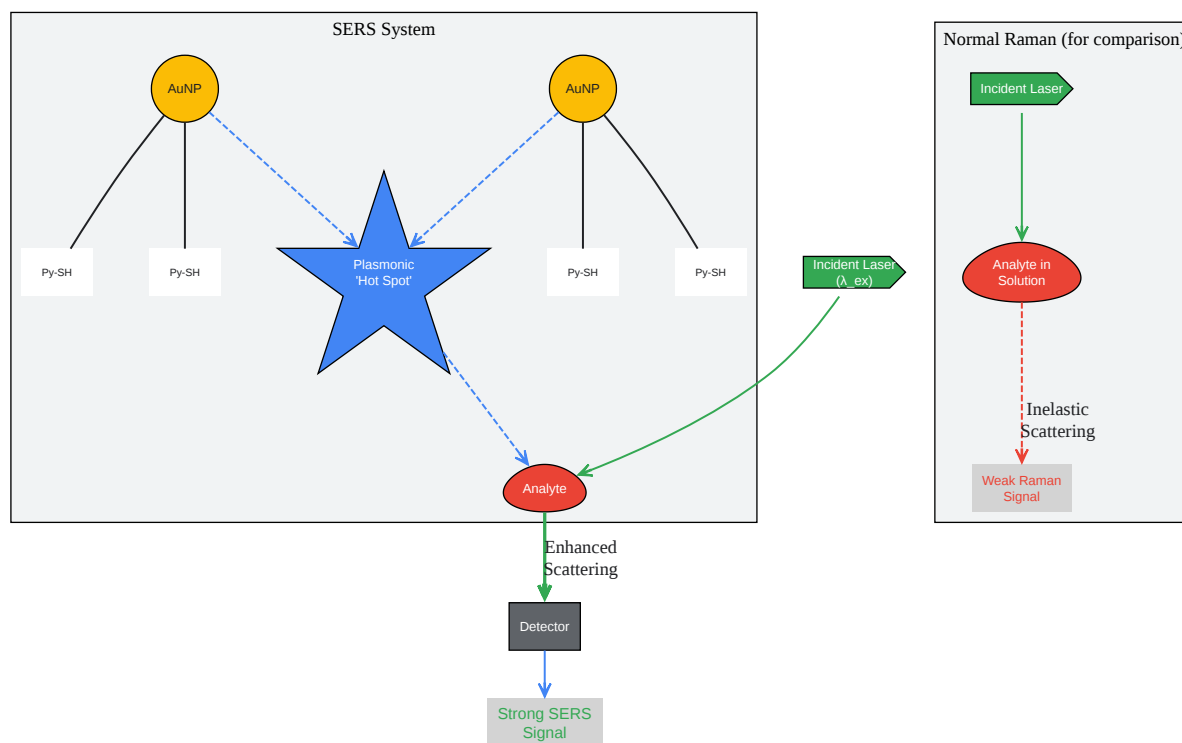 SERS System
Normal Raman (for comparison)
AuNP
AuNP
Incident Laser
Py-SH
Py-SH
Plasmonic
'Hot Spot'
Py-SH
Py-SH
Incident Laser
(λ_ex)
Analyte in
Solution
Inelastic
Scattering
Analyte
Weak Raman
Signal
Enhanced
Scattering
Detector
Strong SERS
Signal